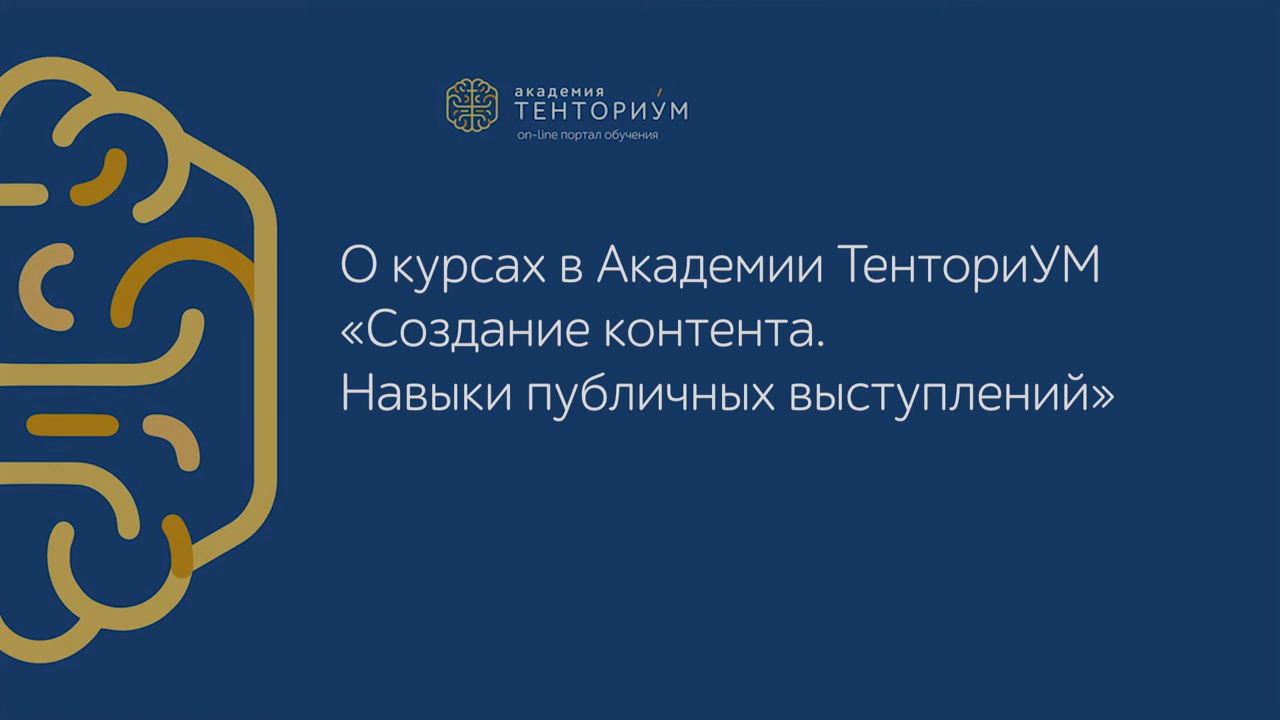 академия
ТЕНТОРИУ́М
on-line портал обучения
О курсах в Академии ТенториУМ
«Создание контента.
Навыки публичных выступлений»